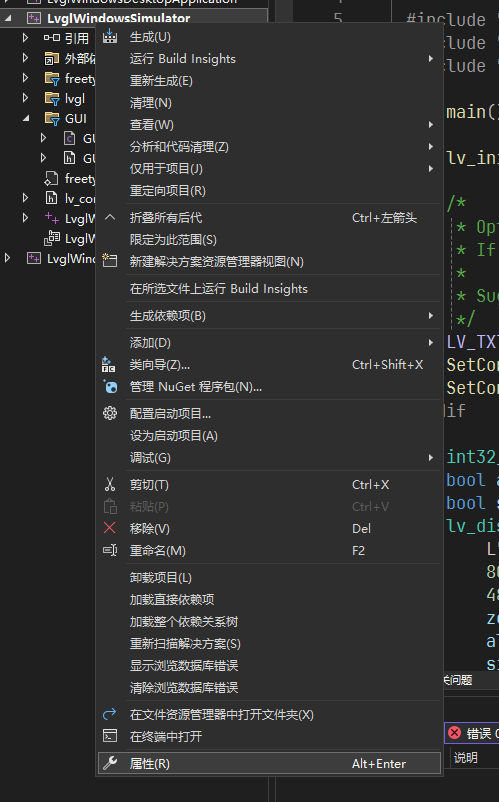 LvglWindowsSimulator
引用
外部依
freety
lvgl
GUI
GU
GU
freety
lv_con
LvglW
LvglW
LvglWind
生成(U)
运行 Build Insights
重新生成(E)
清理(N)
查看(W)
分析和代码清理(Z)
仅用于项目(J)
重定向项目(R)
折叠所有后代 Ctrl+左箭头
限定为此范围(S)
新建解决方案资源管理器视图(N)
在所选文件上运行 Build Insights
生成依赖项(B)
添加(D)
类向导(Z)... Ctrl+Shift+X
管理 NuGet 程序包(N)...
配置启动项目...
设为启动项目(A)
调试(G)
剪切(T) Ctrl+X
粘贴(P) Ctrl+V
移除(V) Del
重命名(M) F2
卸载项目(L)
加载直接依赖项
加载整个依赖关系树
重新扫描解决方案(S)
显示浏览数据库错误
清除浏览数据库错误
在文件资源管理器中打开文件夹(X)
在终端中打开
属性(R) Alt+Enter
5 #include "
clude "
clude "
main()
lv_ini
/*
* Opt
* If
*
* Suc
*/
LV_TXT
SetCon
SetCon
dif
int32_
bool a
bool s
lv_dis
L"
80
48
ze
al
si
关问题
错误 0
说明